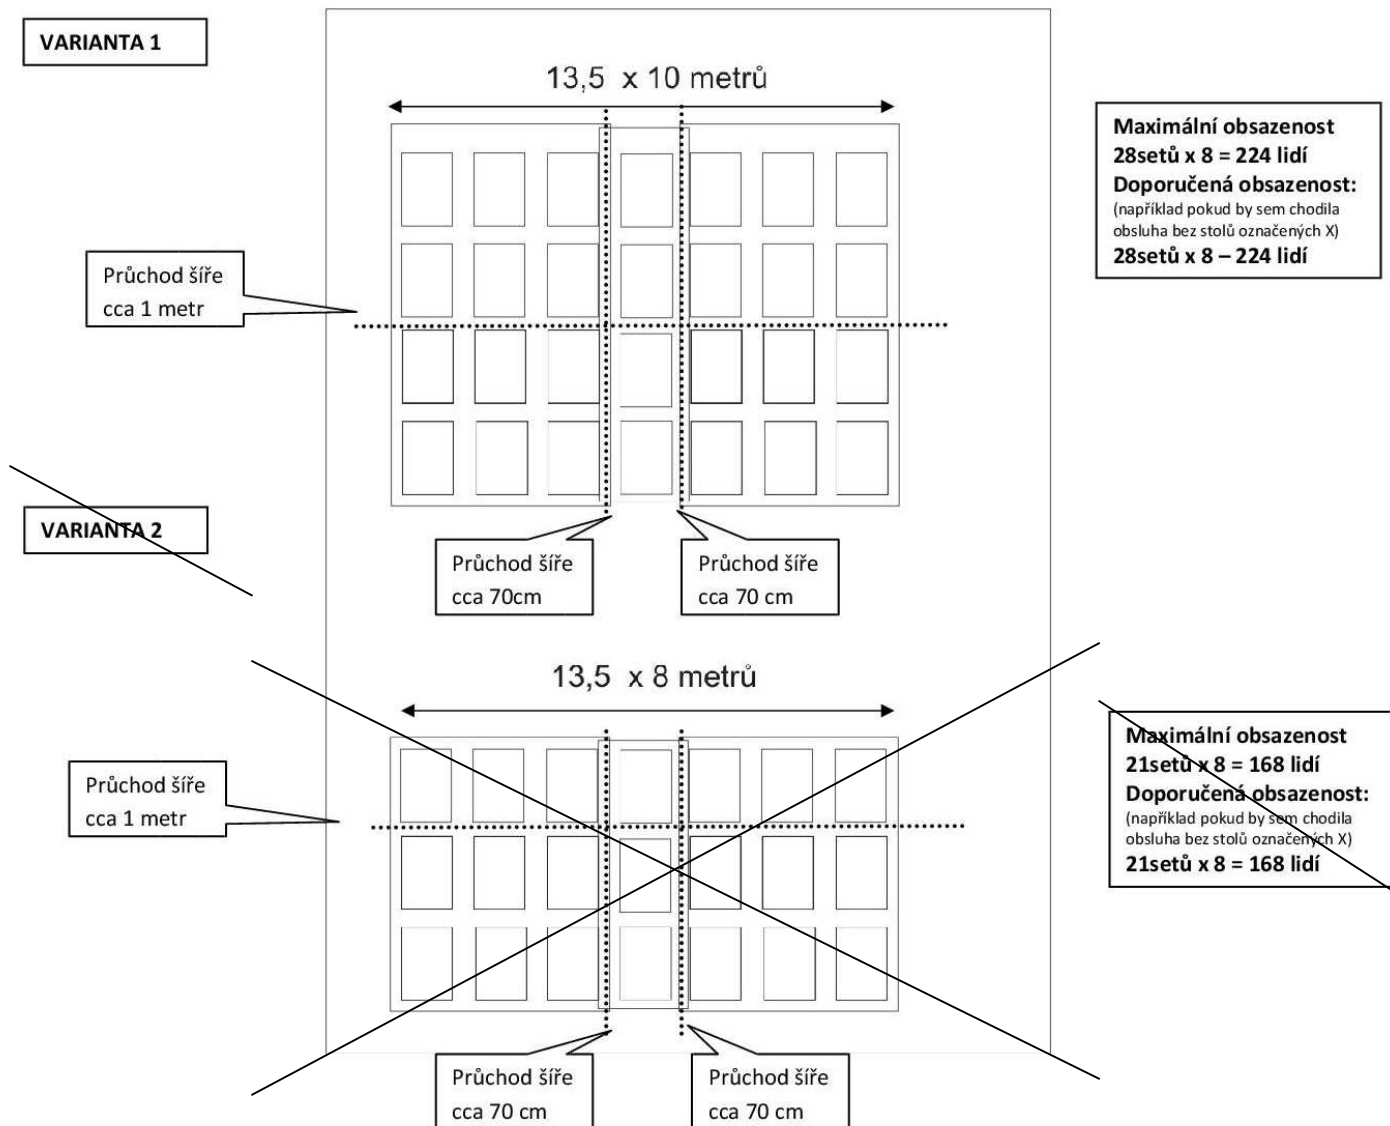 VARIANTA 1
13,5 x 10 metrů
Maximální obsazenost
28setů x 8 = 224 lidí
Doporučená obsazenost:
(například pokud by sem chodila
obsluha bez stolů označených X)
28setů x 8 – 224 lidí
Průchod šíře
cca 1 metr
VARIANTA 2
Průchod šíře
cca 70cm
Průchod šíře
cca 70 cm
13,5 x 8 metrů
Maximální obsazenost
21setů x 8 = 168 lidí
Doporučená obsazenost:
(například pokud by sem chodila
obsluha bez stolů označených X)
21setů x 8 = 168 lidí
Průchod šíře
cca 1 metr
Průchod šíře
cca 70 cm
Průchod šíře
cca 70 cm